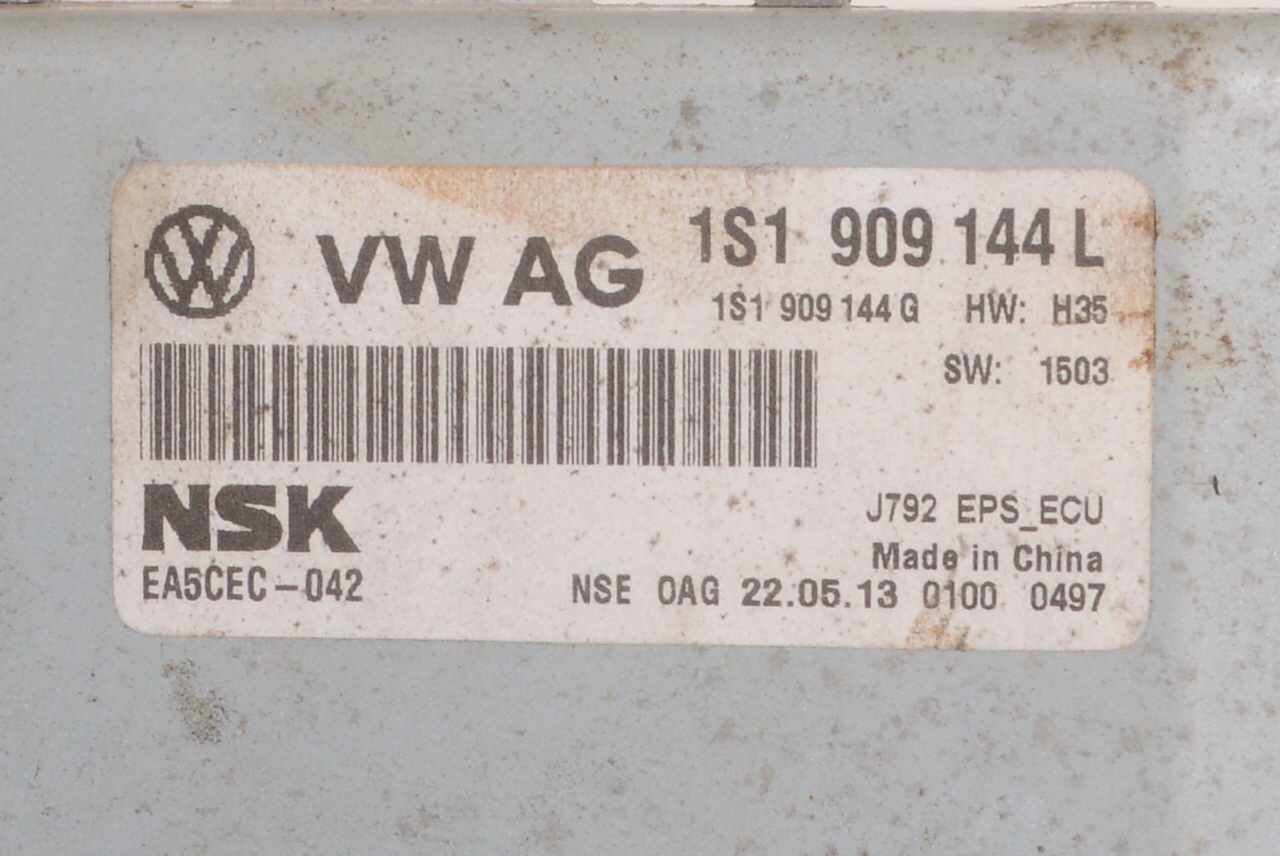 VW AG 1S1 909 144 L
1S1 909 144 G HW: H35
SW: 1503
NSK
J792 EPS_ECU
Made in China
EA5CEC-042 NSE OAG 22.05.13 0100 0497